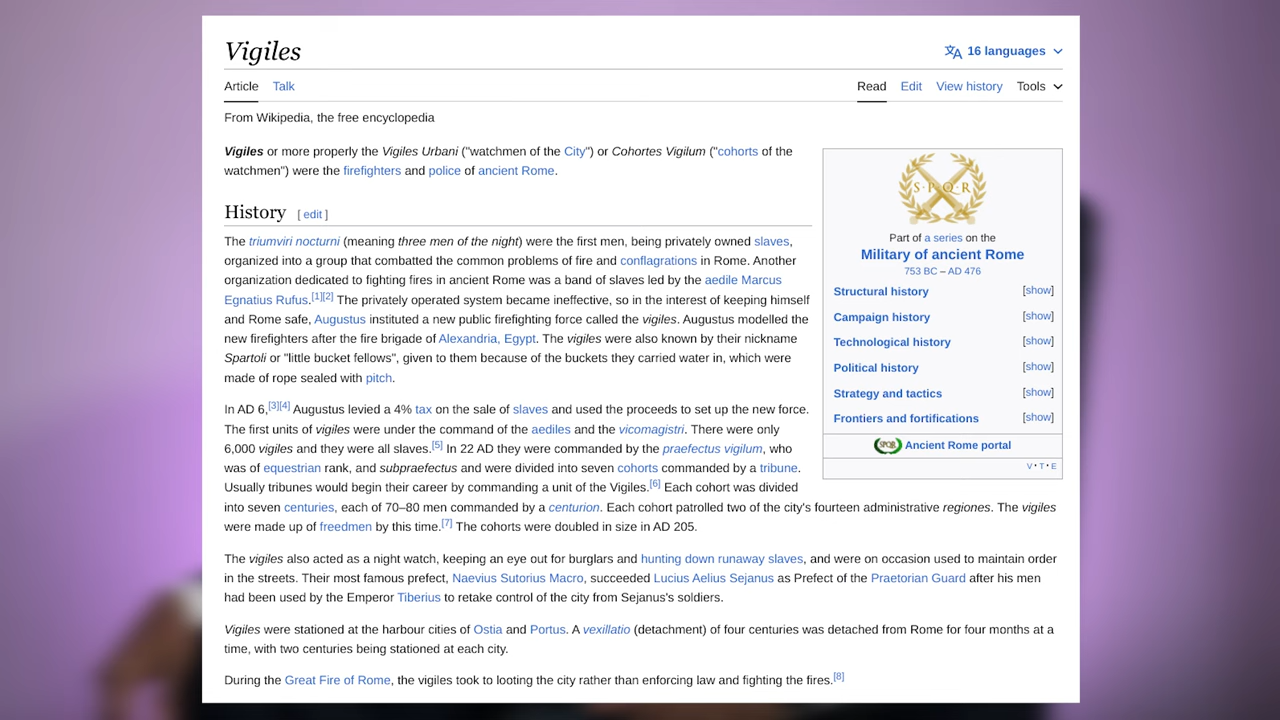 Vigiles
16 languages
Article Talk
Read Edit View history Tools
From Wikipedia, the free encyclopedia
Vigiles or more properly the Vigiles Urbani ("watchmen of the City") or Cohortes Vigilum ("cohorts of the
watchmen") were the firefighters and police of ancient Rome.
History [ edit ]
The triumviri nocturni (meaning three men of the night) were the first men, being privately owned slaves,
organized into a group that combatted the common problems of fire and conflagrations in Rome. Another
organization dedicated to fighting fires in ancient Rome was a band of slaves led by the aedile Marcus
Egnatius Rufus.[1][2] The privately operated system became ineffective, so in the interest of keeping himself
and Rome safe, Augustus instituted a new public firefighting force called the vigiles. Augustus modelled the
new firefighters after the fire brigade of Alexandria, Egypt. The vigiles were also known by their nickname
Spartoli or "little bucket fellows", given to them because of the buckets they carried water in, which were
made of rope sealed with pitch.
In AD 6,[3][4] Augustus levied a 4% tax on the sale of slaves and used the proceeds to set up the new force.
The first units of vigiles were under the command of the aediles and the vicomagistri. There were only
6,000 vigiles and they were all slaves.[5] In 22 AD they were commanded by the praefectus vigilum, who
was of equestrian rank, and subpraefectus and were divided into seven cohorts commanded by a tribune.
Usually tribunes would begin their career by commanding a unit of the Vigiles.[6] Each cohort was divided
into seven centuries, each of 70–80 men commanded by a centurion. Each cohort patrolled two of the city's fourteen administrative regiones. The vigiles
were made up of freedmen by this time.[7] The cohorts were doubled in size in AD 205.
The vigiles also acted as a night watch, keeping an eye out for burglars and hunting down runaway slaves, and were on occasion used to maintain order
in the streets. Their most famous prefect, Naevius Sutorius Macro, succeeded Lucius Aelius Sejanus as Prefect of the Praetorian Guard after his men
had been used by the Emperor Tiberius to retake control of the city from Sejanus's soldiers.
Vigiles were stationed at the harbour cities of Ostia and Portus. A vexillatio (detachment) of four centuries was detached from Rome for four months at a
time, with two centuries being stationed at each city.
During the Great Fire of Rome, the vigiles took to looting the city rather than enforcing law and fighting the fires.[8]
S·P·Q·R
Part of a series on the
Military of ancient Rome
753 BC – AD 476
Structural history [show]
Campaign history [show]
Technological history [show]
Political history [show]
Strategy and tactics [show]
Frontiers and fortifications [show]
SPQR Ancient Rome portal
V · T · E